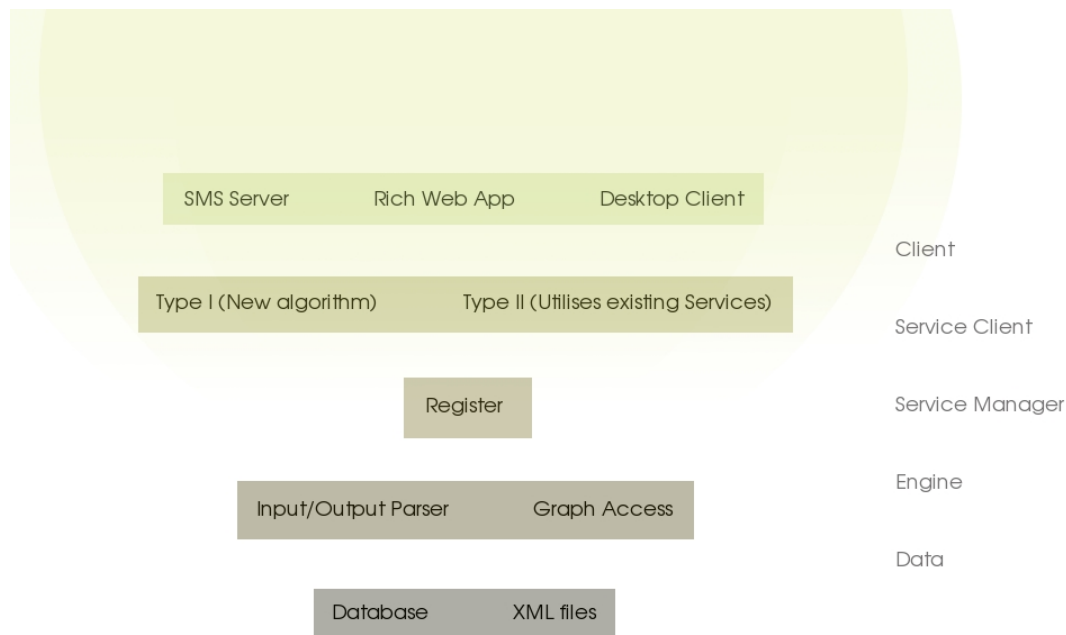 SMS Server Rich Web App Desktop Client
Type I (New algorithm) Type II (Utilises existing Services)
Register
Input/Output Parser Graph Access
Database XML files
Client
Service Client
Service Manager
Engine
Data